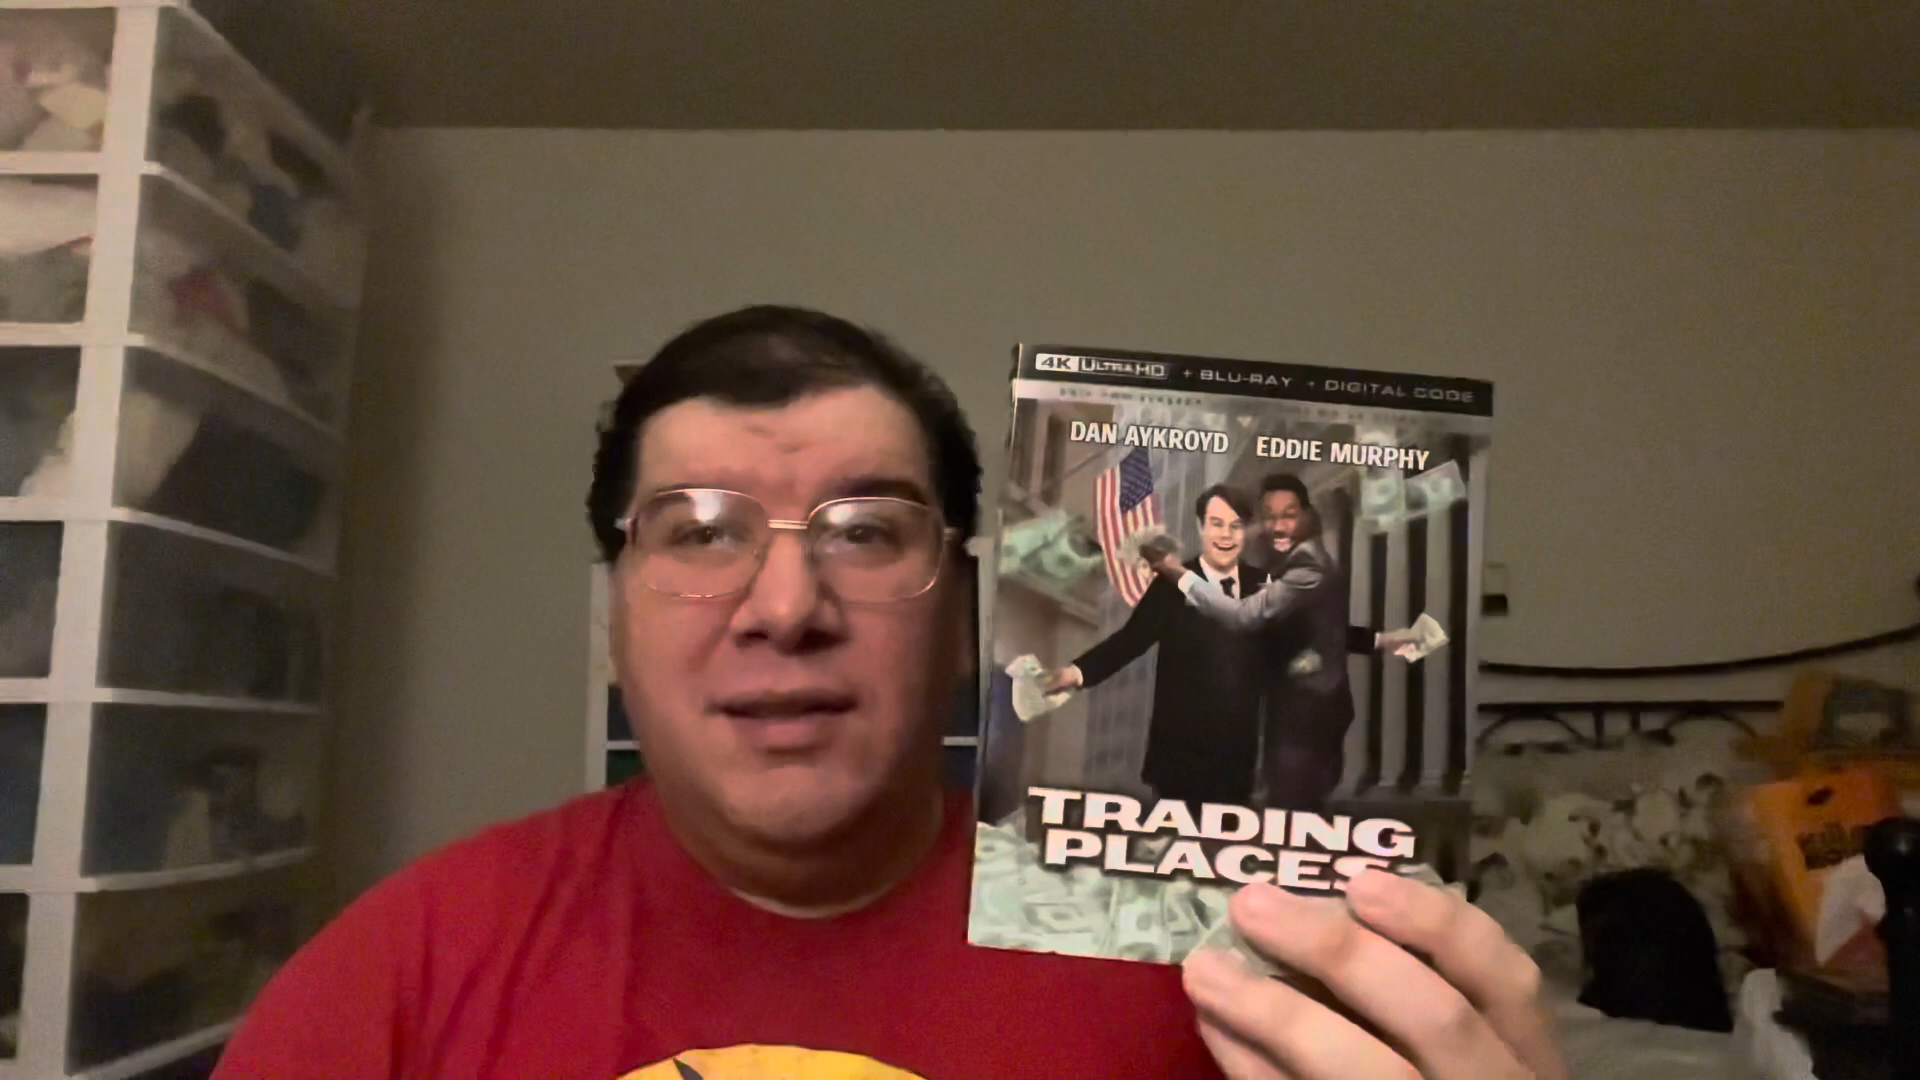 4K ULTRA HD + BLU-RAY + DIGITAL CODE
DAN AYKROYD EDDIE MURPHY
TRADING
PLACES